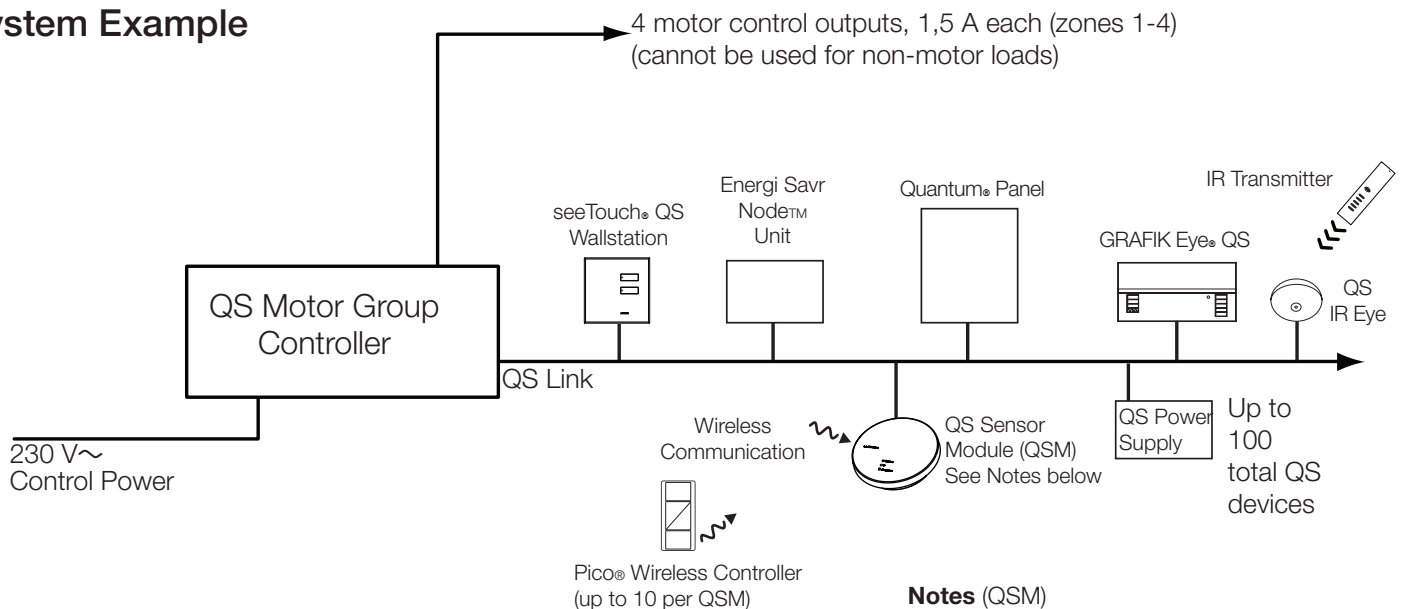 ystem Example
4 motor control outputs, 1,5 A each (zones 1-4)
(cannot be used for non-motor loads)
IR Transmitter
Energi Savr
Node™
Unit
Quantum® Panel
seeTouch® QS
Wallstation
GRAFIK Eye® QS
QS
IR Eye
QS Motor Group
Controller
QS Link
230 V~
Control Power
Wireless
Communication
QS Sensor
Module (QSM)
See Notes below
QS Power
Supply
Up to
100
total QS
devices
Pico® Wireless Controller
(up to 10 per QSM)
Notes (QSM)